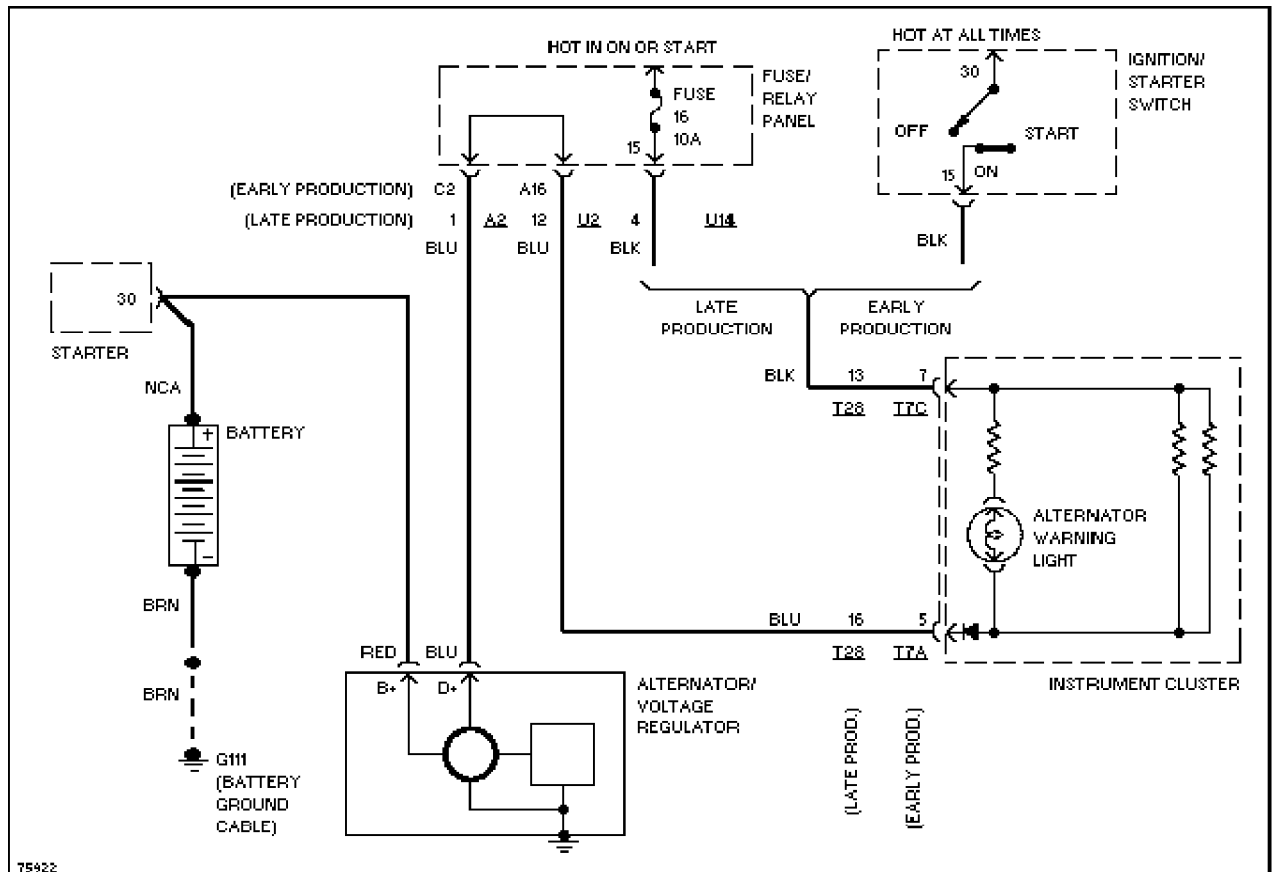 HOT IN ON OR START
HOT AT ALL TIMES
30
IGNITION/
STARTER
SWITCH
FUSE/
RELAY
PANEL
FUSE
16
10A
15
OFF
START
ON
15
(EARLY PRODUCTION) C2 A16
(LATE PRODUCTION) 1 A2 12 U2 4 U14
BLU BLU BLK
BLK
30
STARTER
LATE
PRODUCTION
EARLY
PRODUCTION
NCA
BLK 13 7
T28 T7C
+
BATTERY
-
ALTERNATOR
WARNING
LIGHT
BRN
BLU 16 5
T28 T7A
RED BLU
BRN
B+ D+
ALTERNATOR/
VOLTAGE
REGULATOR
INSTRUMENT CLUSTER
(LATE PROD.)
(EARLY PROD.)
G111
(BATTERY
GROUND
CABLE)
75922